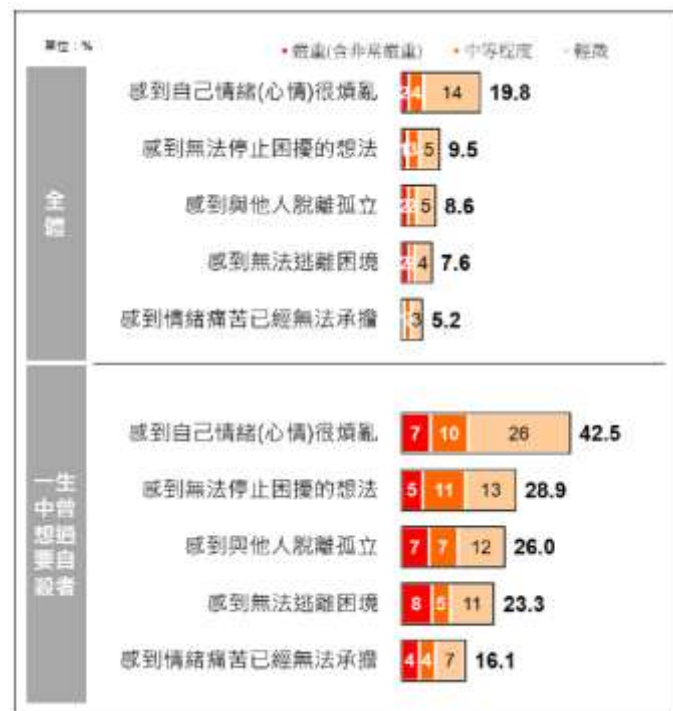 單位：%
▪嚴重(含非常嚴重) ▪中等程度 ▪輕微
全體
感到自己情緒(心情)很煩亂 2 4 14 19.8
感到無法停止困擾的想法 1 3 5 9.5
感到與他人脫離孤立 2 2 5 8.6
感到無法逃離困境 2 4 7.6
感到情緒痛苦已經無法承擔 1 3 5.2
一生中曾想過要自殺者
感到自己情緒(心情)很煩亂 7 10 26 42.5
感到無法停止困擾的想法 5 11 13 28.9
感到與他人脫離孤立 7 7 12 26.0
感到無法逃離困境 8 5 11 23.3
感到情緒痛苦已經無法承擔 4 4 7 16.1